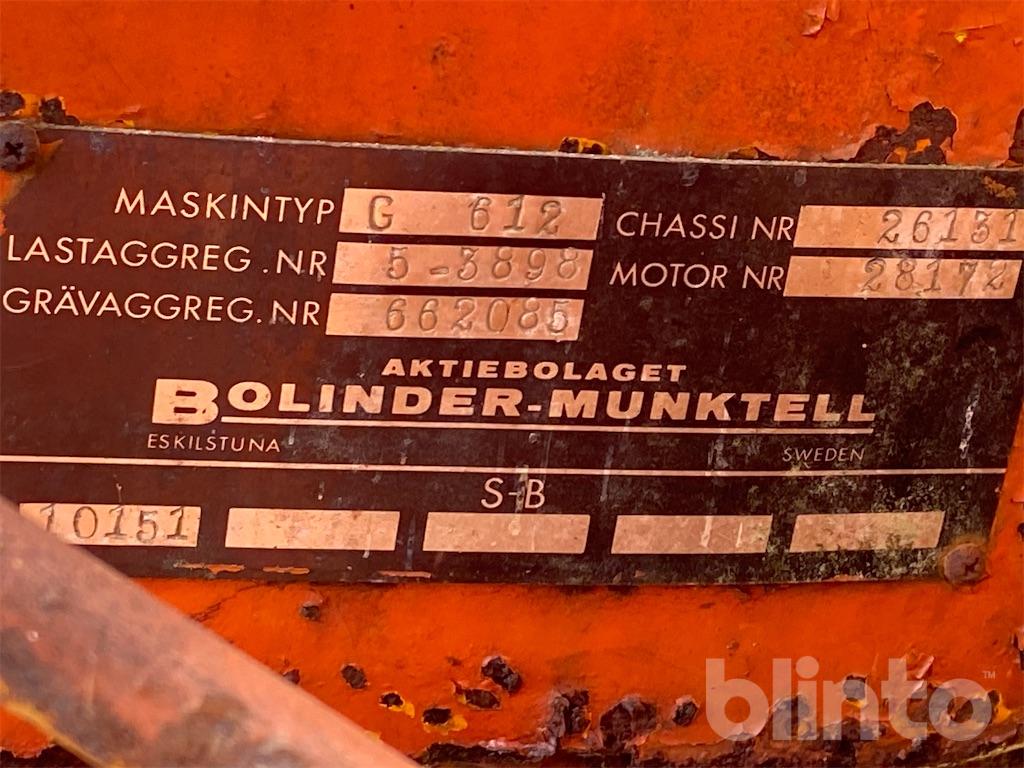 MASKINTYP G 612 CHASSI NR 26131
LASTAGGREG.NR 5-3898 MOTOR NR 28172
GRÄVAGGREG.NR 662085
AKTIEBOLAGET
BOLINDER-MUNKTELL
ESKILSTUNA SWEDEN
S-B
10151
blinto™